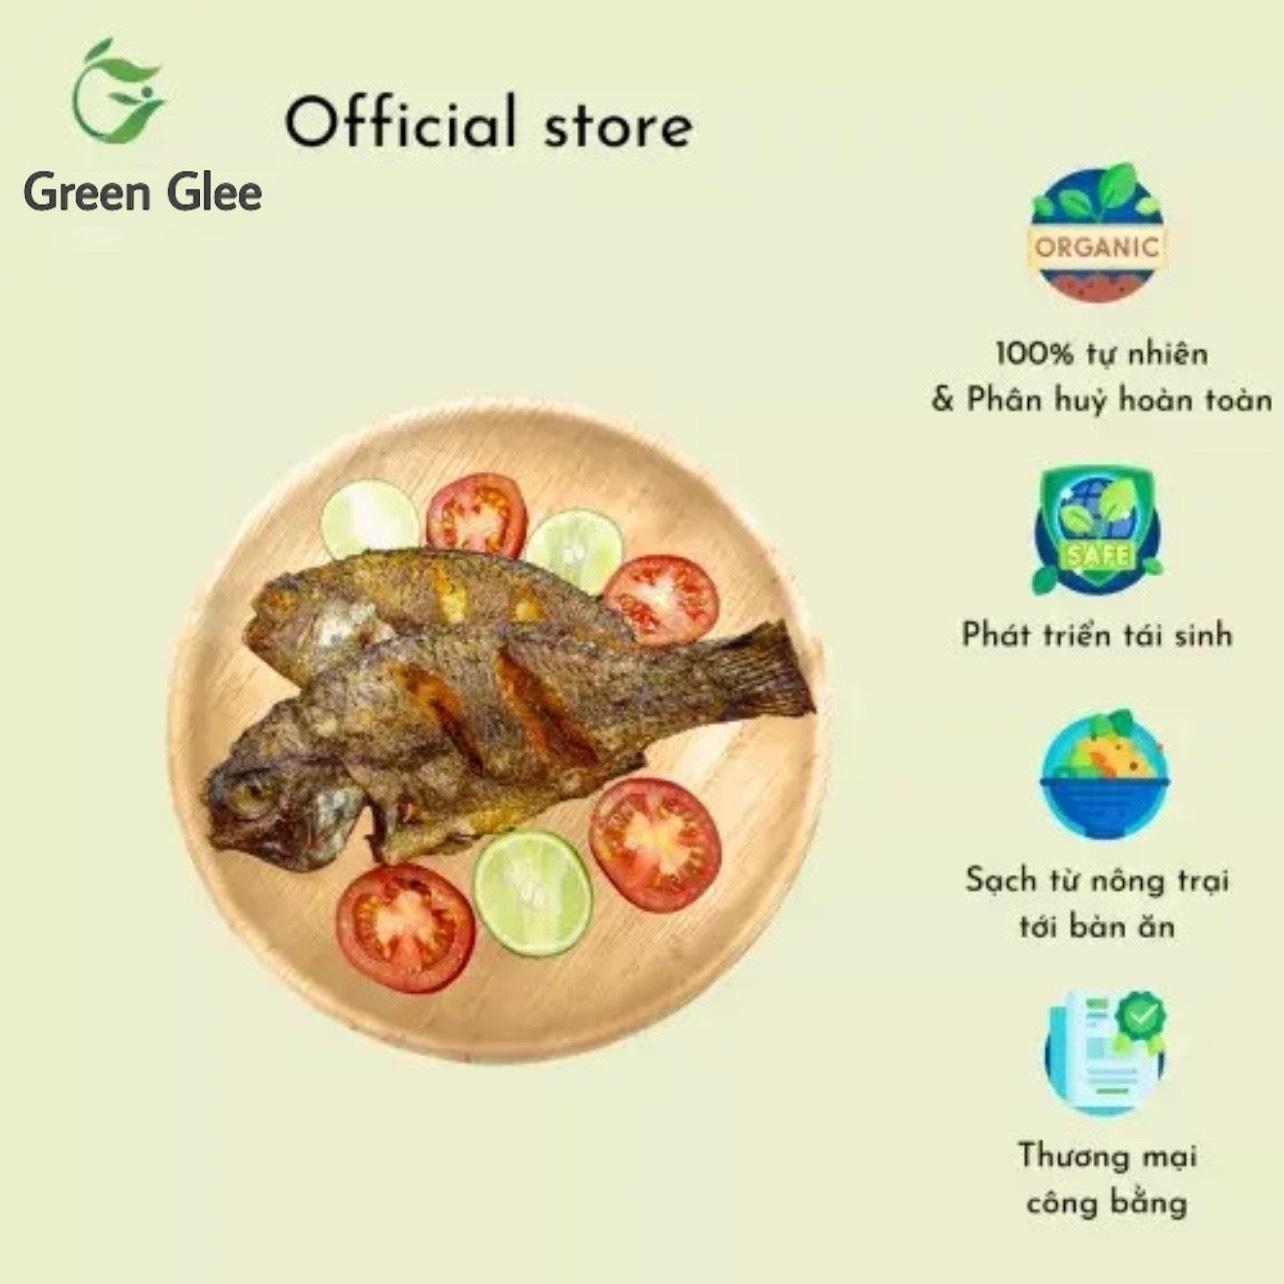 Green Glee
Official store
ORGANIC
100% tự nhiên
& Phân huỷ hoàn toàn
SAFE
Phát triển tái sinh
Sạch từ nông trại
tới bàn ăn
Thương mại
công bằng